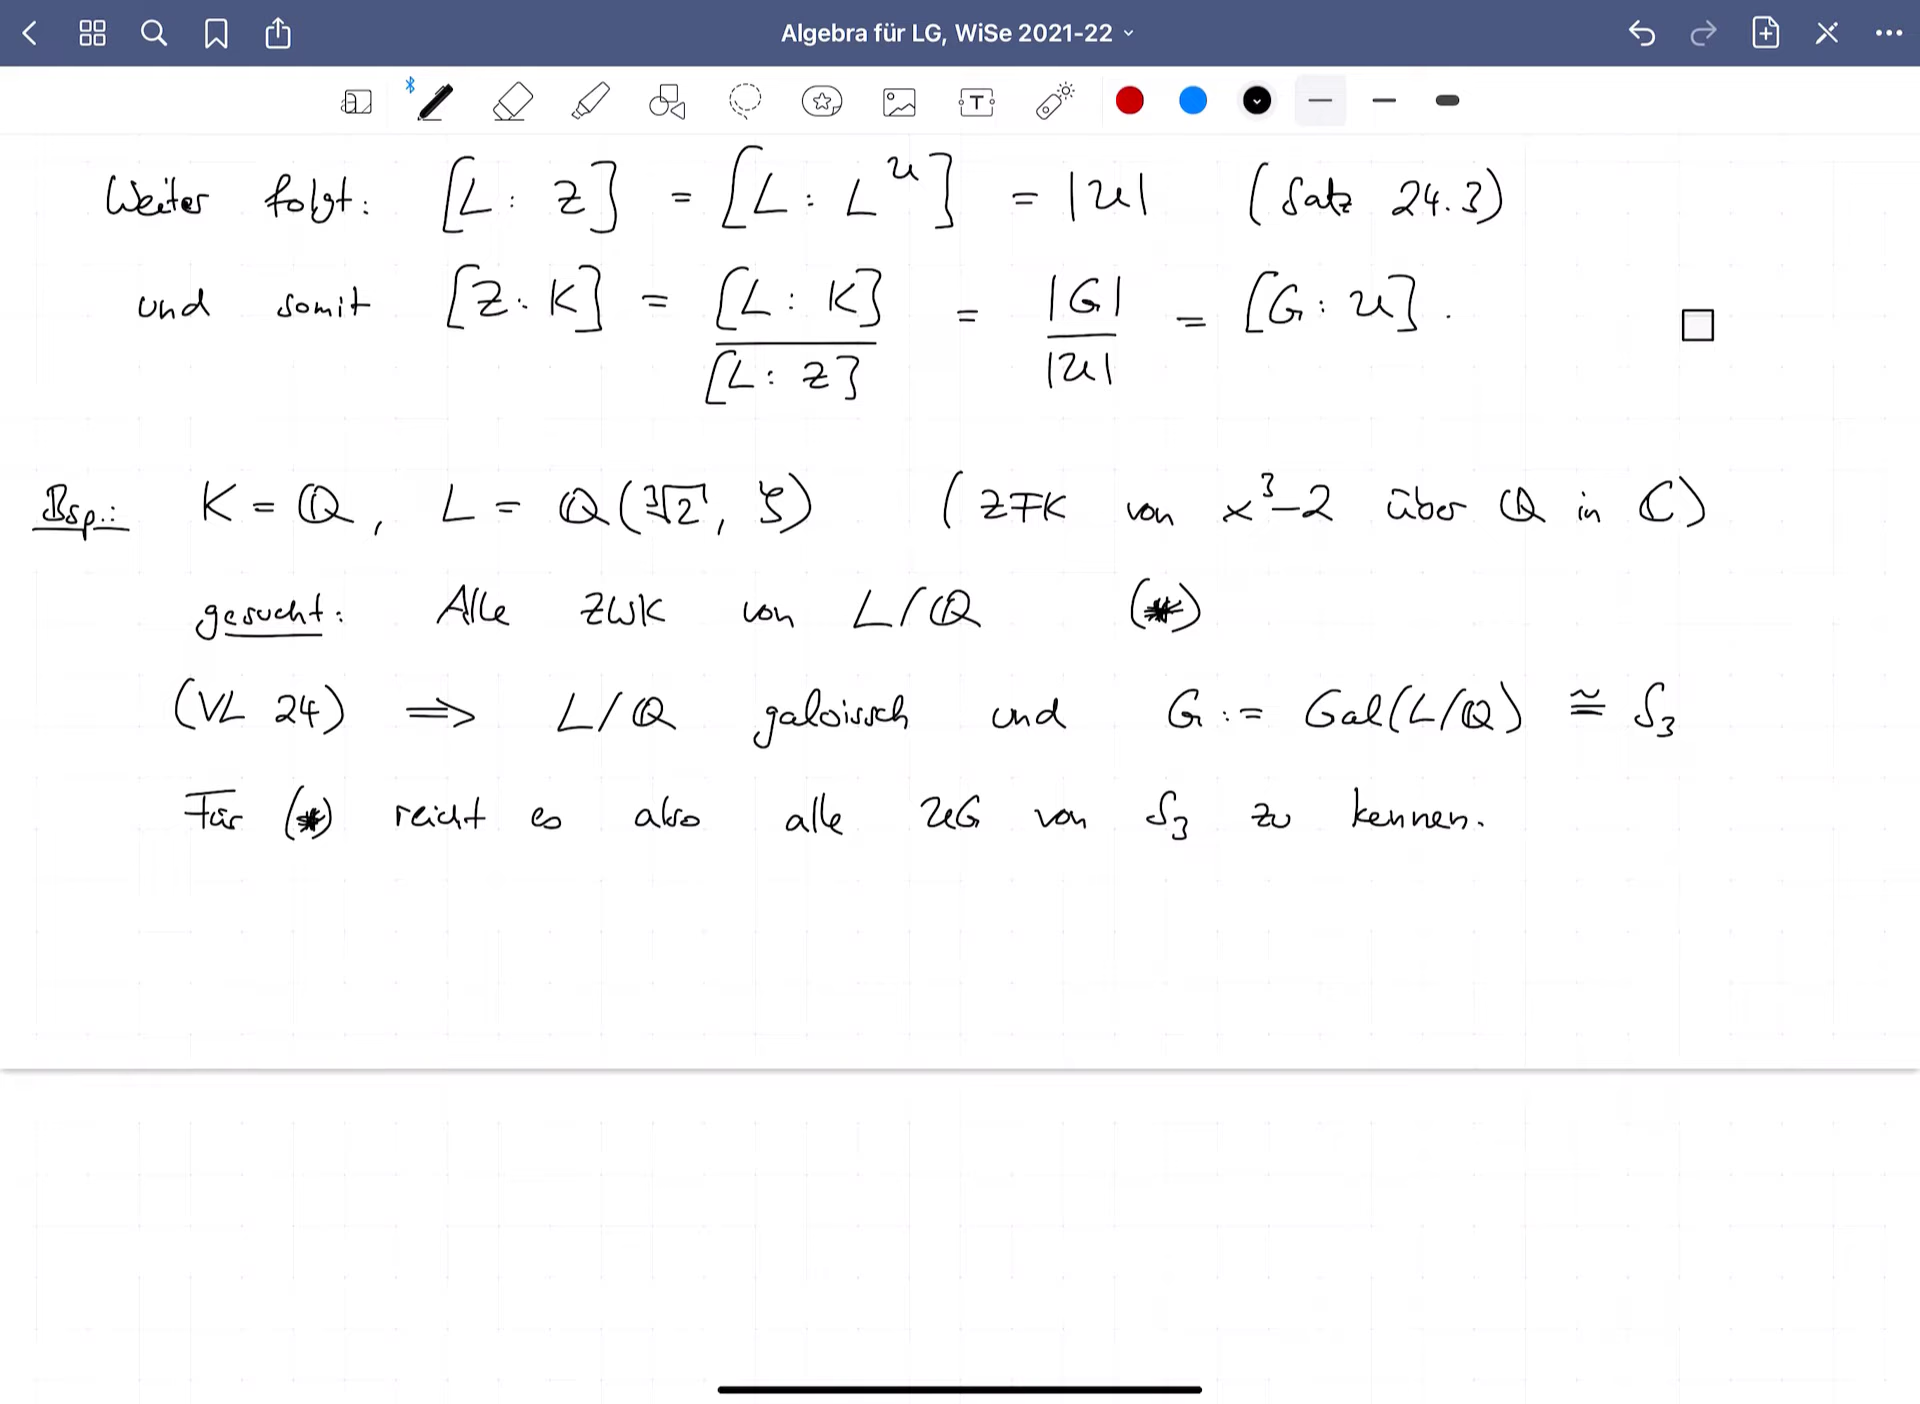 Algebra für LG, WiSe 2021-22
Weiter folgt: [L : Z] = [L : L^U] = |U| (Satz 24.3)
und somit [Z : K] = [L : K] / [L : Z] = |G| / |U| = [G : U]. □
Bsp.: K = ℚ, L = ℚ(∛2, ζ) (ZFK von x³-2 über ℚ in ℂ)
gesucht: Alle ZWK von L/ℚ (*)
(VL 24) ⟹ L/ℚ galoissch und G := Gal(L/ℚ) ≅ S₃
Für (*) reicht es also alle UG von S₃ zu kennen.